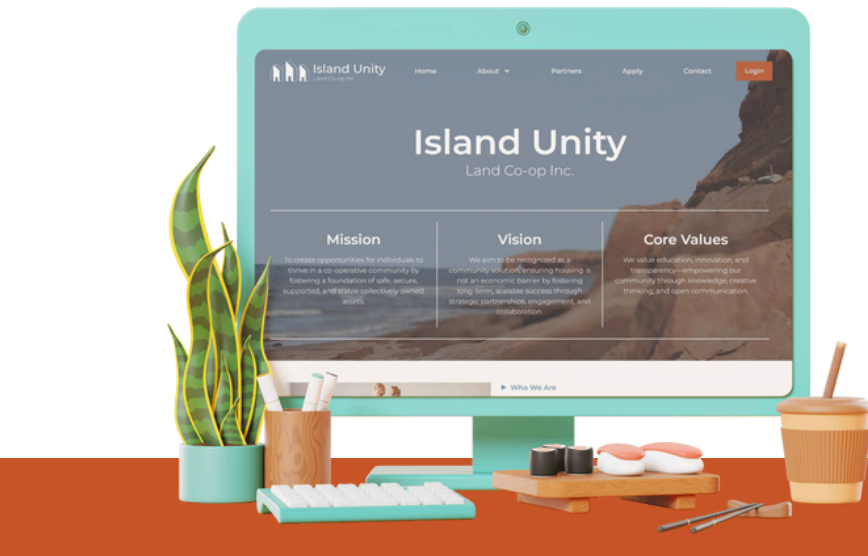 Island Unity
Land Co-op Inc.
Home
About
Partners
Apply
Contact
Login
Island Unity
Land Co-op Inc.
Mission
To create opportunities for individuals to
thrive in a co-operative community by
fostering a foundation of safe, secure,
supported, and stable collectively owned
assets.
Vision
We aim to be recognized as a
community solution, ensuring housing is
not an economic barrier by fostering
long term, scalable success through
strategic partnerships, engagement, and
collaboration.
Core Values
We value education, innovation, and
transparency—empowering our
community through knowledge, creative
thinking, and open communication.
Who We Are